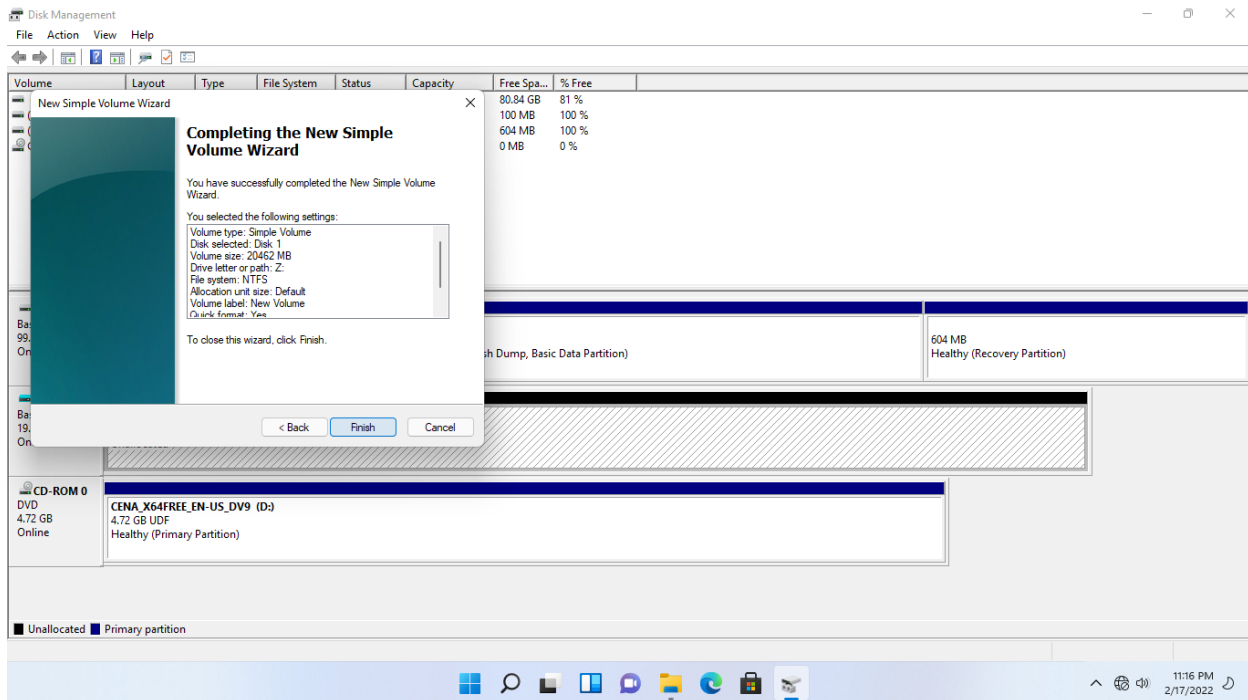 Disk Management
File Action View Help
Volume Layout Type File System Status Capacity Free Spa... % Free
80.84 GB 81 %
100 MB 100 %
604 MB 100 %
0 MB 0 %
New Simple Volume Wizard
Completing the New Simple
Volume Wizard
You have successfully completed the New Simple Volume
Wizard.
You selected the following settings:
Volume type: Simple Volume
Disk selected: Disk 1
Volume size: 20462 MB
Drive letter or path: Z:
File system: NTFS
Allocation unit size: Default
Volume label: New Volume
Quick format: Yes
To close this wizard, click Finish.
< Back Finish Cancel
Dump, Basic Data Partition)
604 MB
Healthy (Recovery Partition)
CD-ROM 0
DVD
4.72 GB
Online
CENA_X64FREE_EN-US_DV9 (D:)
4.72 GB UDF
Healthy (Primary Partition)
Unallocated Primary partition
11:16 PM
2/17/2022